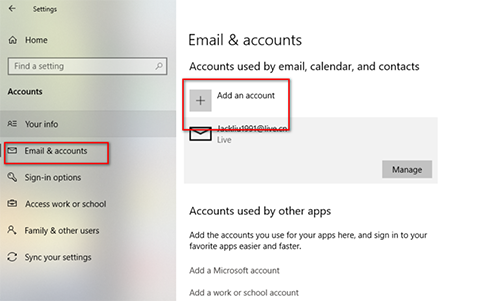 Settings
Home
Find a setting
Accounts
Your info
Email & accounts
Sign-in options
Access work or school
Family & other users
Sync your settings
Email & accounts
Accounts used by email, calendar, and contacts
Add an account
Jackliu1991@live.cn
Live
Manage
Accounts used by other apps
Add the accounts you use for your apps here, and sign in to your
favorite apps easier and faster.
Add a Microsoft account
Add a work or school account